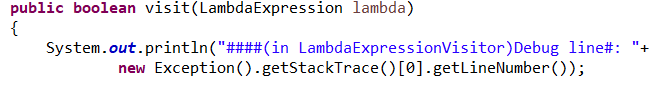 public boolean visit(LambdaExpression lambda)
{
    System.out.println("####(in LambdaExpressionVisitor)Debug line#: "+
            new Exception().getStackTrace()[0].getLineNumber());